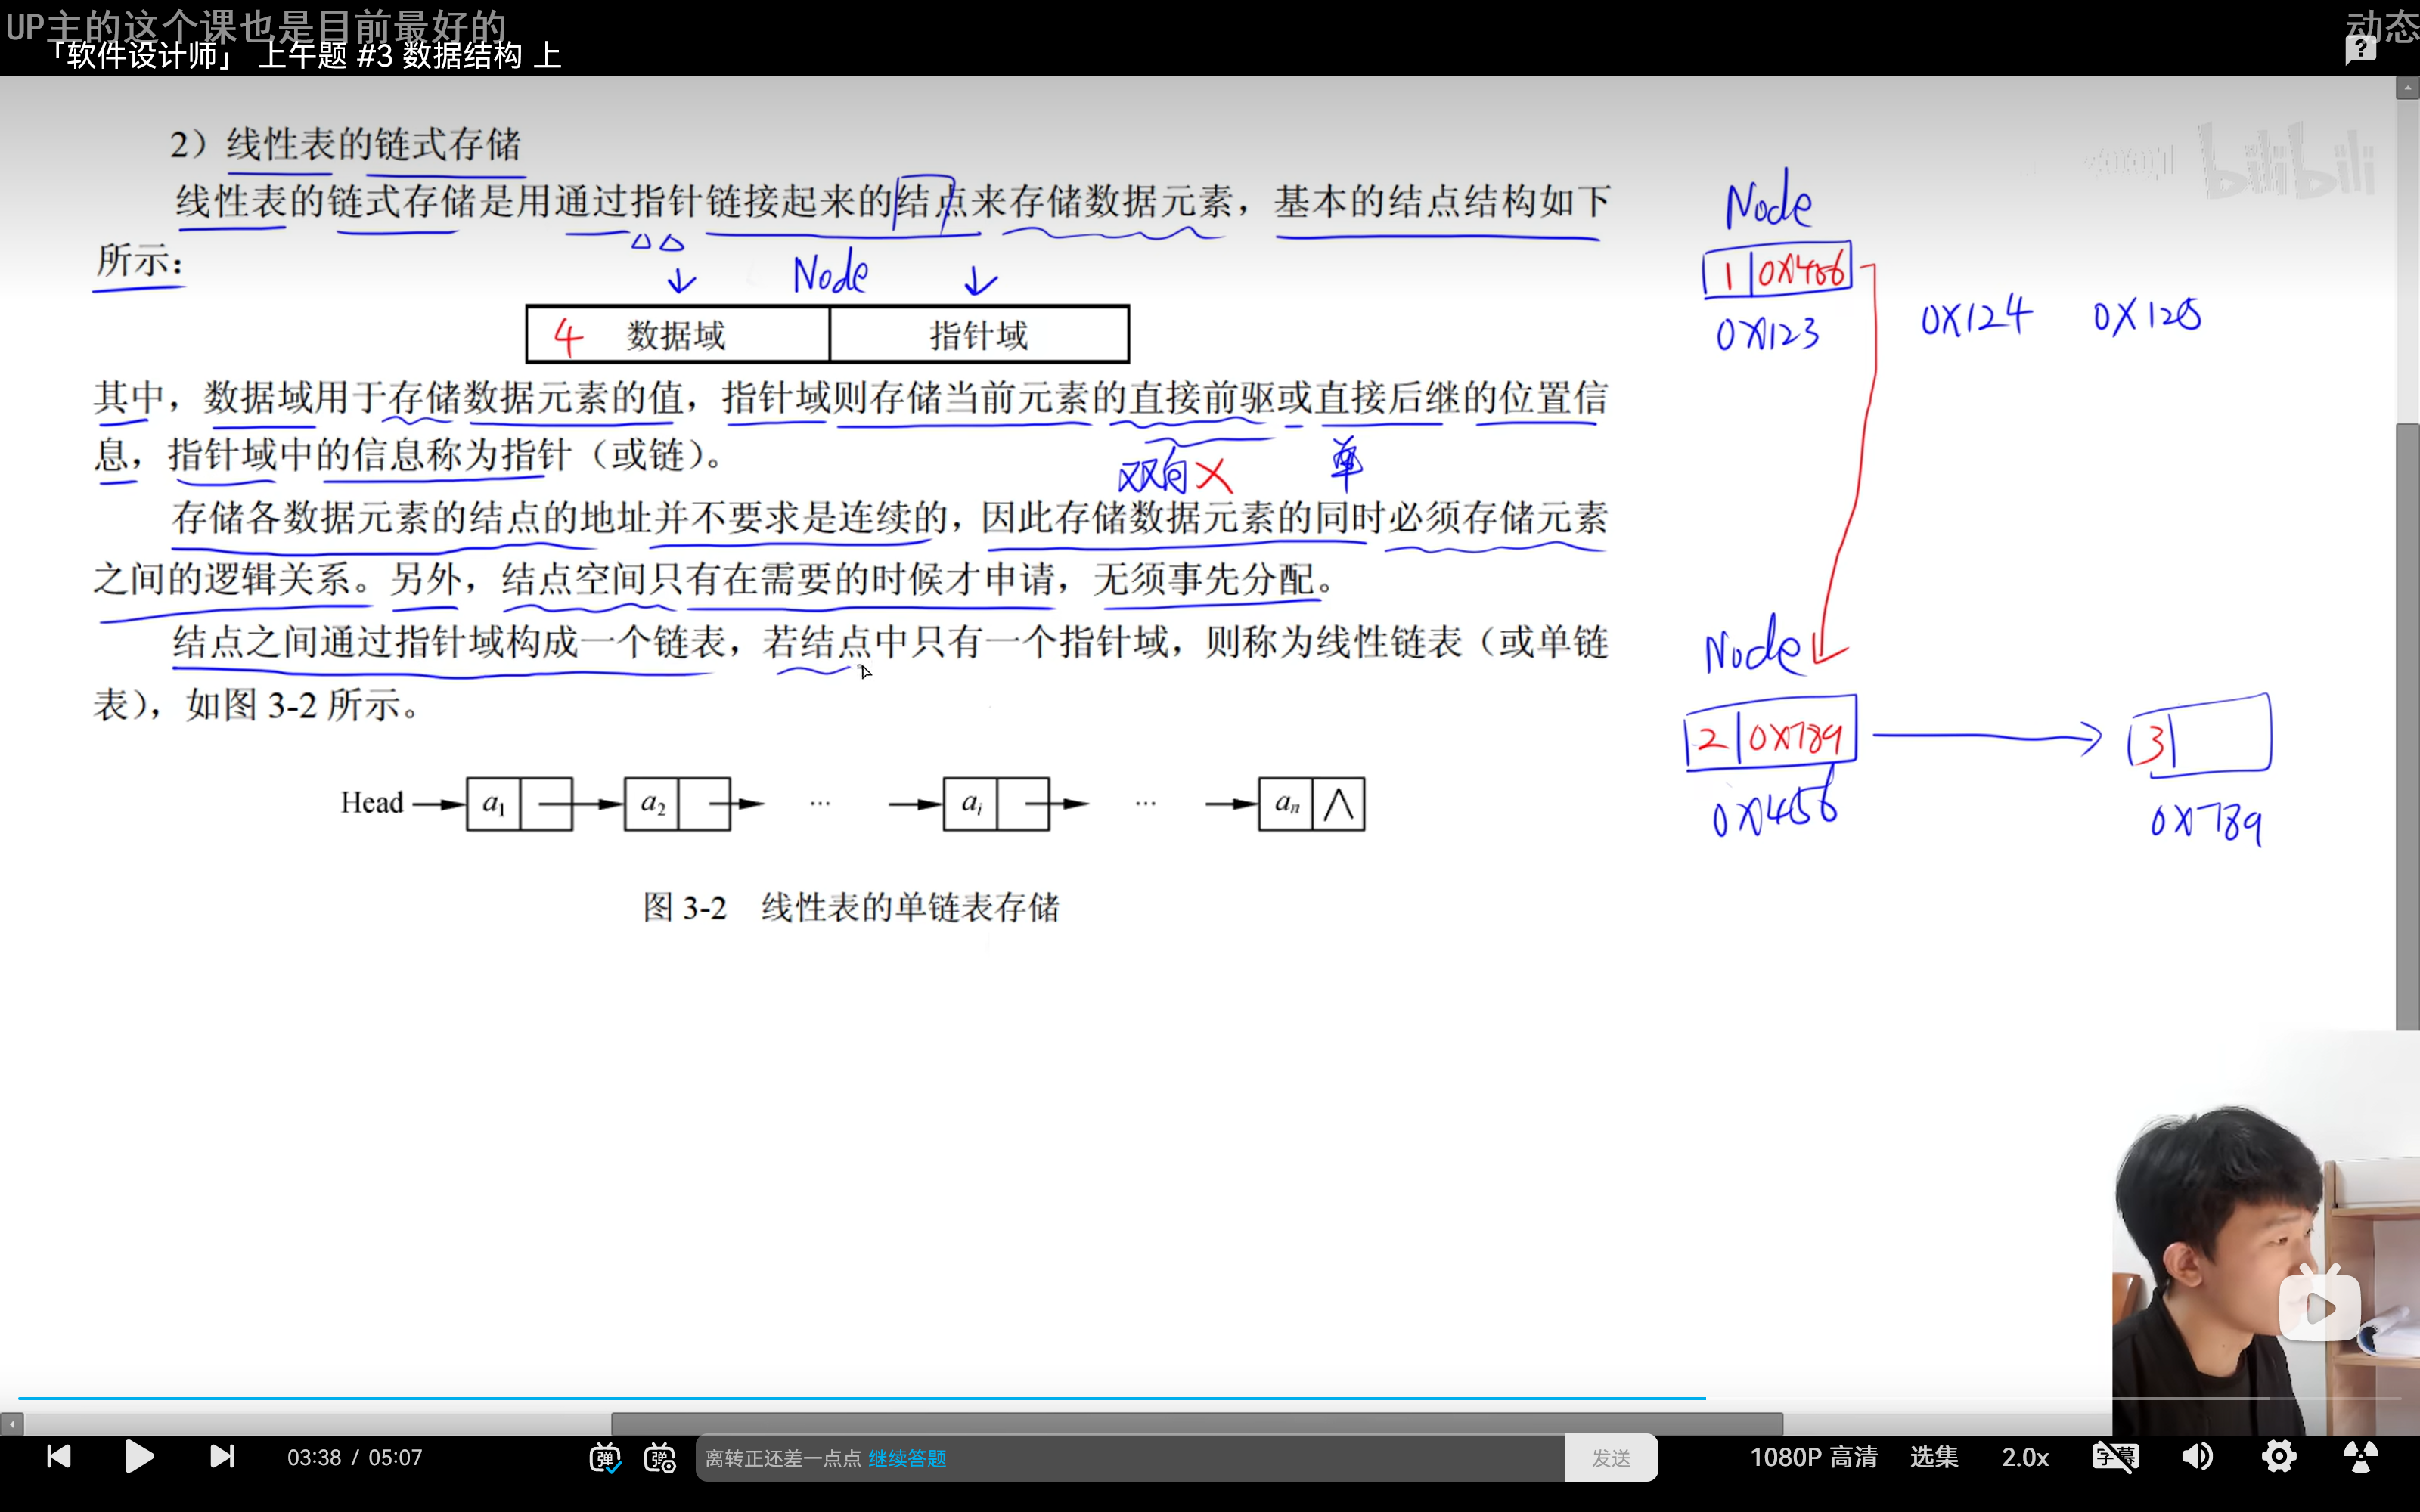 UP主的这个课也是目前最好的
动态
「软件设计师」 上午题 #3 数据结构 上
bilibili
2）线性表的链式存储
线性表的链式存储是用通过指针链接起来的结点来存储数据元素，基本的结点结构如下
所示：
Node
4 数据域 指针域
其中，数据域用于存储数据元素的值，指针域则存储当前元素的直接前驱或直接后继的位置信
息，指针域中的信息称为指针（或链）。
双向 X 单
存储各数据元素的结点的地址并不要求是连续的，因此存储数据元素的同时必须存储元素
之间的逻辑关系。另外，结点空间只有在需要的时候才申请，无须事先分配。
结点之间通过指针域构成一个链表，若结点中只有一个指针域，则称为线性链表（或单链
表），如图 3-2 所示。
Head a1 a2 … ai … an ∧
图 3-2 线性表的单链表存储
Node
1 0X456
0X123 0X124 0X125
Node
2 0X789 3
0X456 0X789
03:38 / 05:07
弹 弹
离转正还差一点点 继续答题
发送
1080P 高清 选集 2.0x 字幕